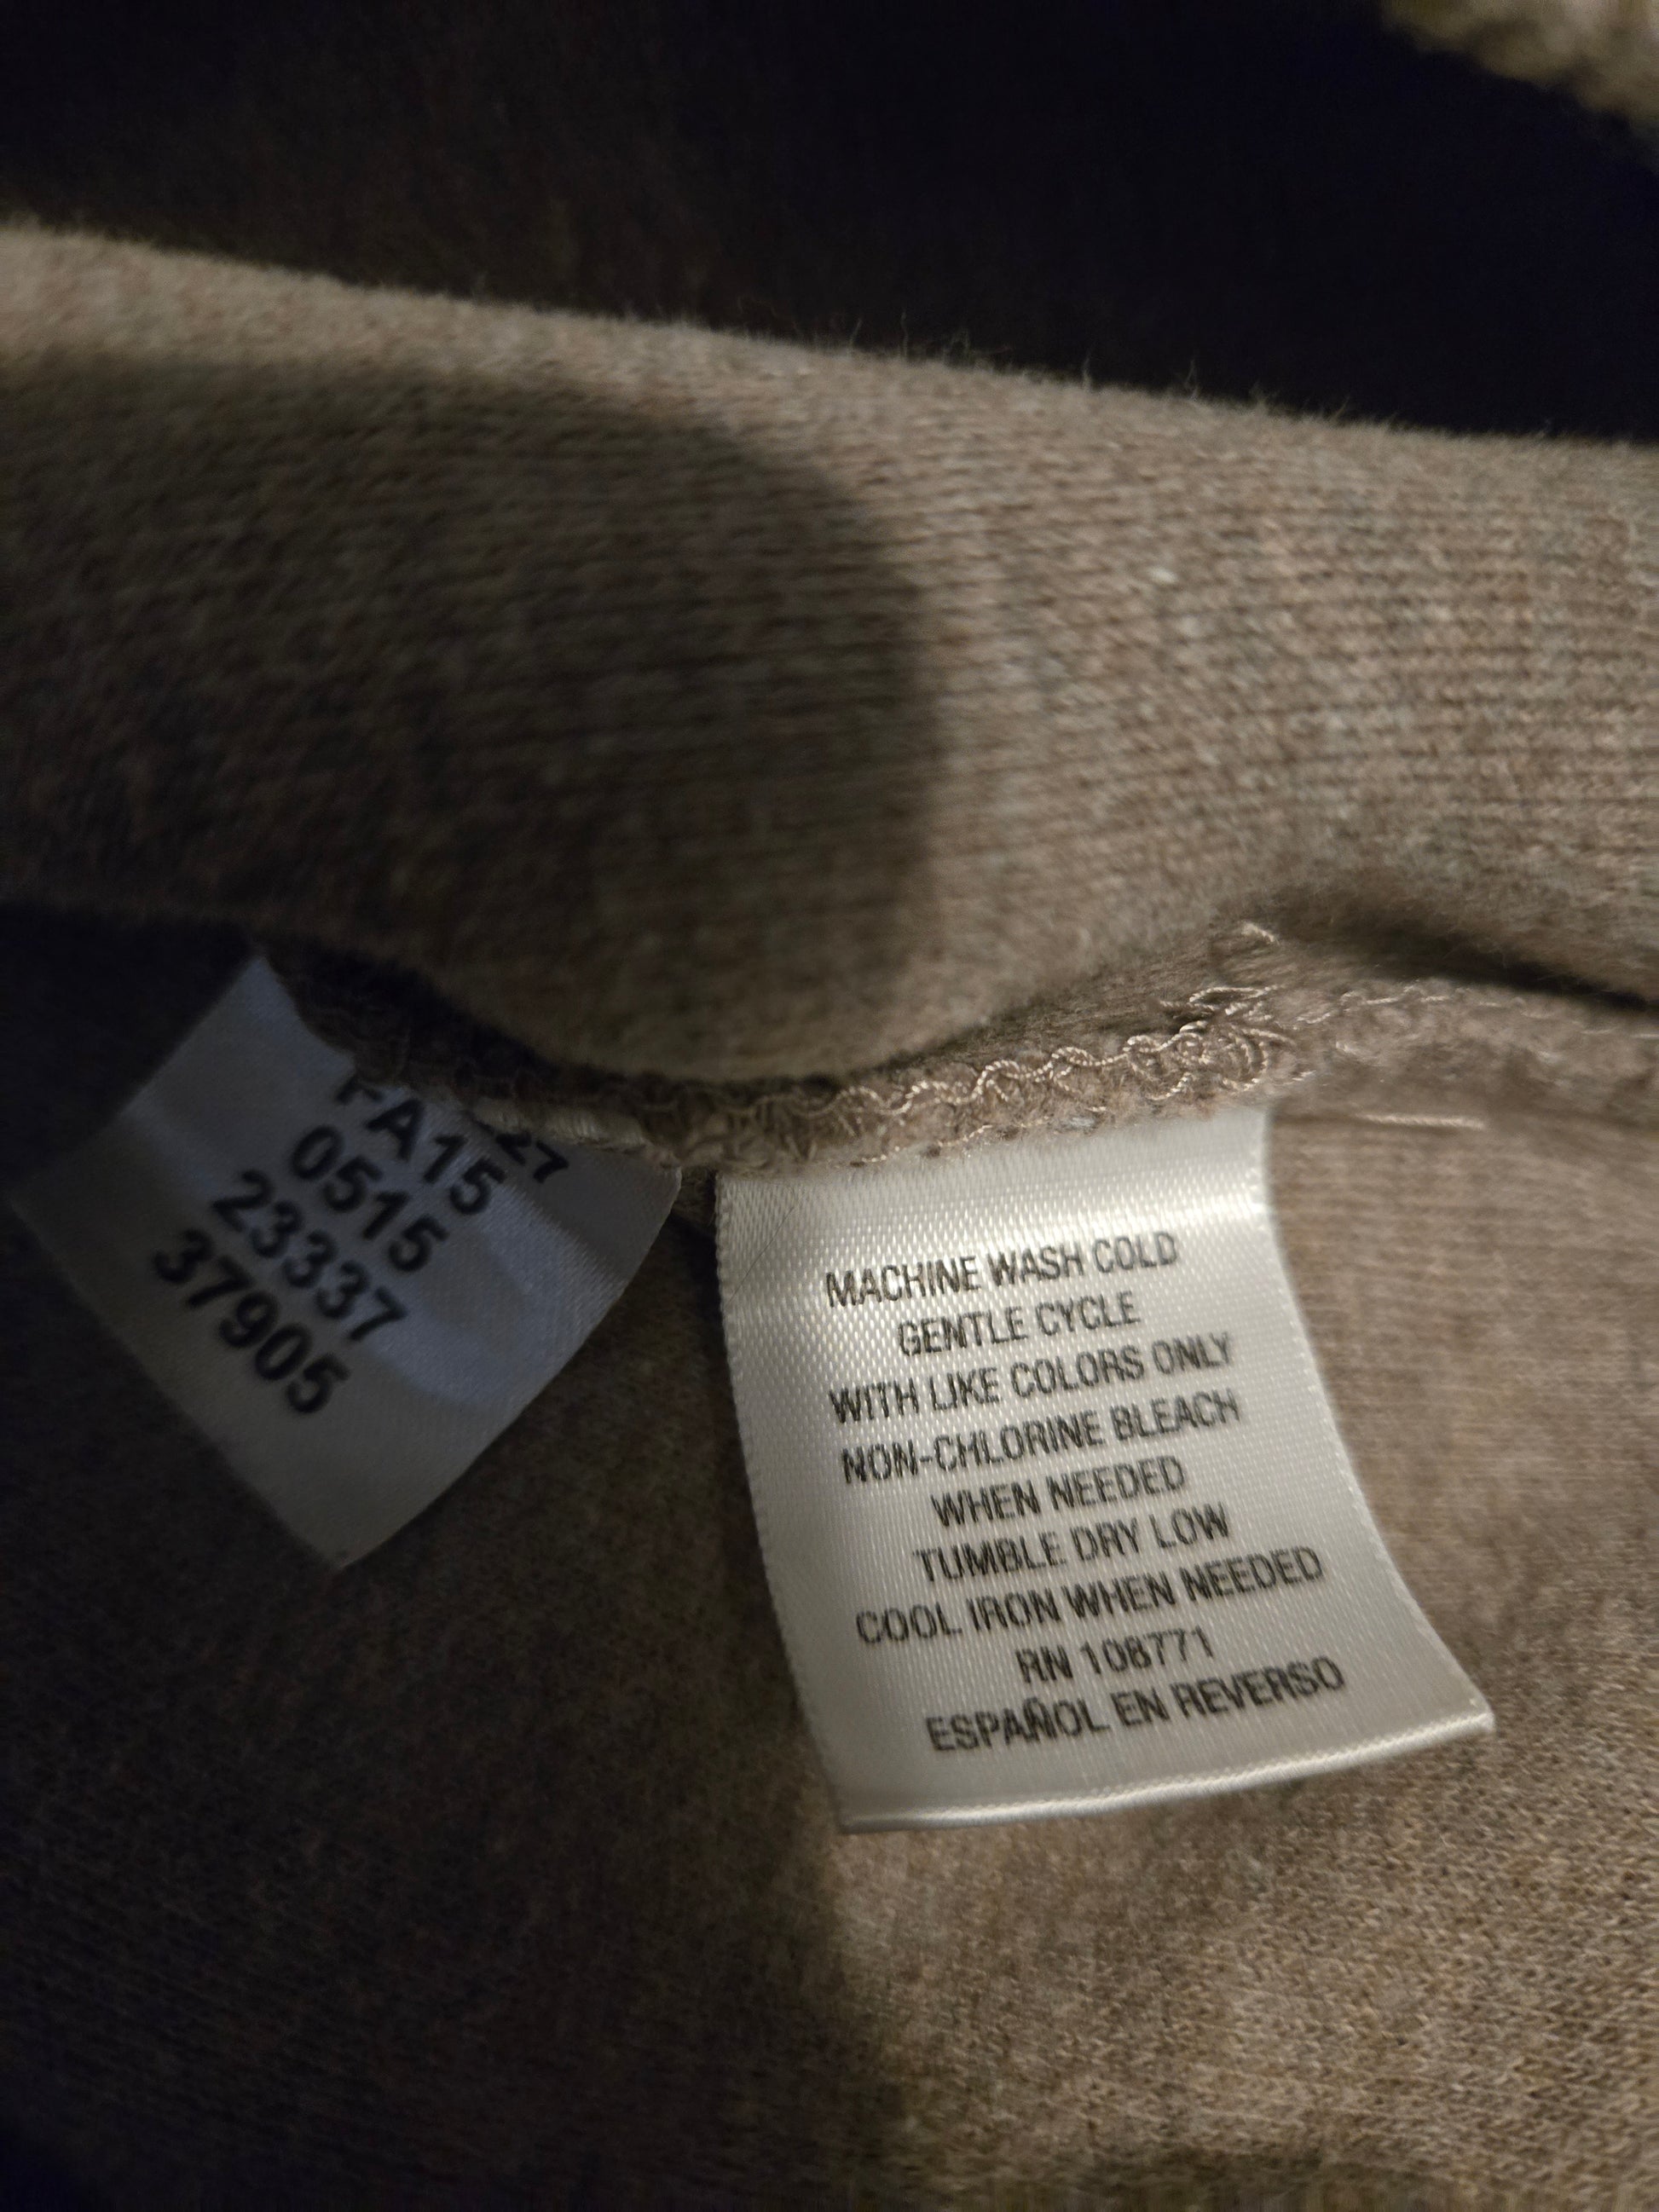 FA15
0515
23337
37905
MACHINE WASH COLD
GENTLE CYCLE
WITH LIKE COLORS ONLY
NON-CHLORINE BLEACH
WHEN NEEDED
TUMBLE DRY LOW
COOL IRON WHEN NEEDED
RN 108771
ESPAÑOL EN REVERSO